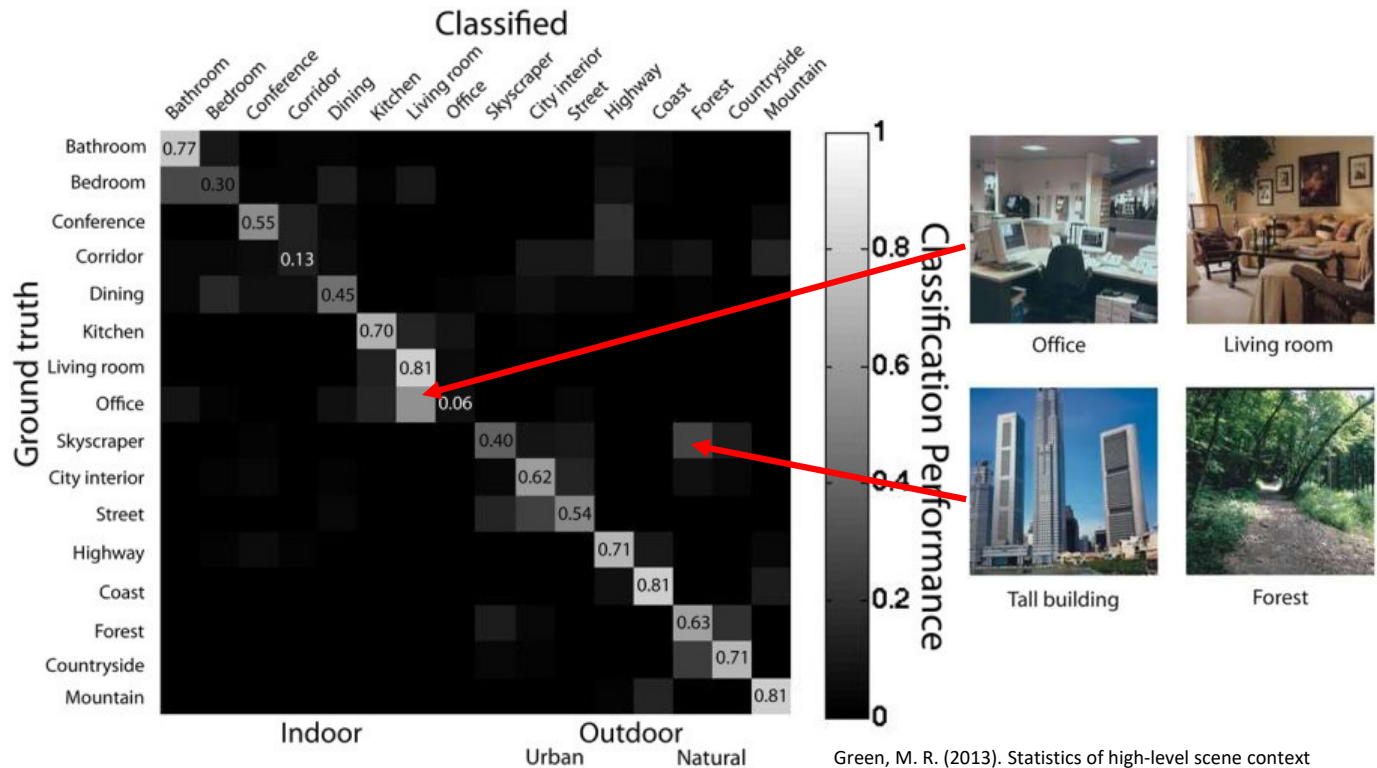 Classified
Bathroom
Bedroom
Conference
Corridor
Dining
Kitchen
Living room
Office
Skyscraper
City interior
Street
Highway
Coast
Forest
Countryside
Mountain
Ground truth
Bathroom 0.77
Bedroom 0.30
Conference 0.55
Corridor 0.13
Dining 0.45
Kitchen 0.70
Living room 0.81
Office 0.06
Skyscraper 0.40
City interior 0.62
Street 0.54
Highway 0.71
Coast 0.81
Forest 0.63
Countryside 0.71
Mountain 0.81
Indoor Outdoor
Urban Natural
1
0.8
0.6
0.4
0.2
0
Classification Performance
Office Living room
Tall building Forest
Green, M. R. (2013). Statistics of high-level scene context